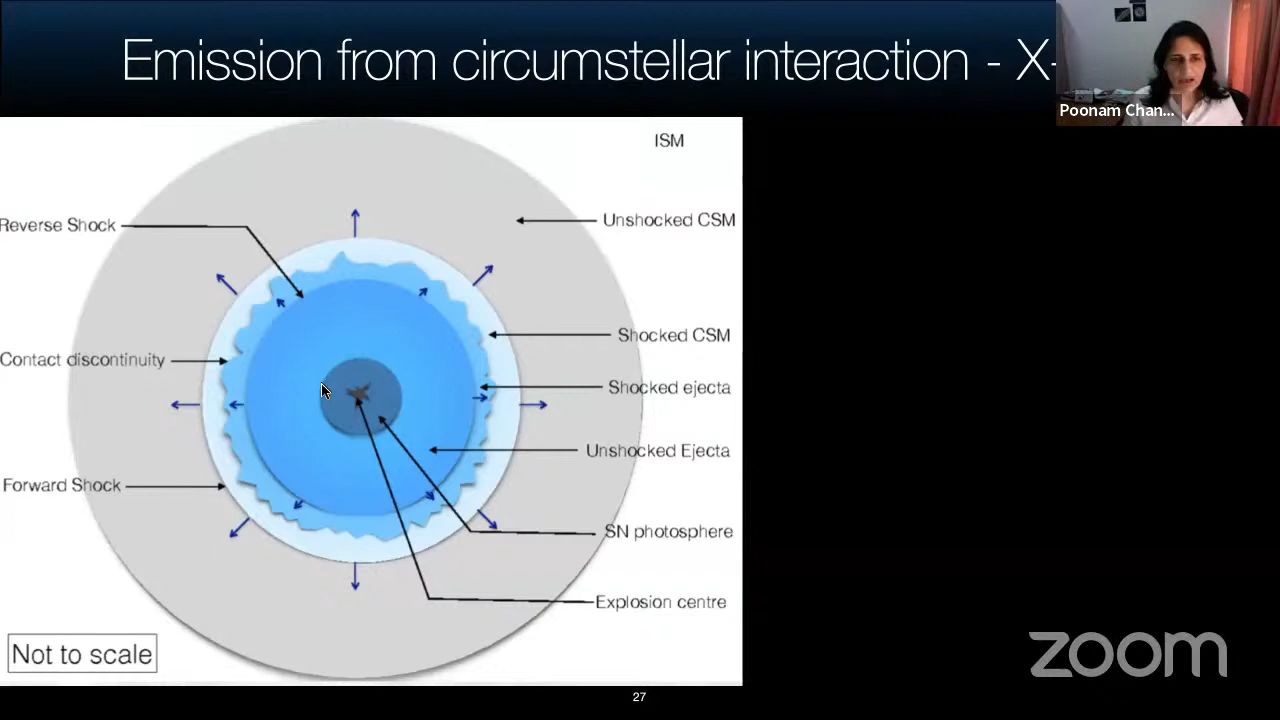 Emission from circumstellar interaction - X-
Poonam Chan...
ISM
Reverse Shock
Unshocked CSM
Shocked CSM
Contact discontinuity
Shocked ejecta
Unshocked Ejecta
Forward Shock
SN photosphere
Explosion centre
Not to scale
zoom
27